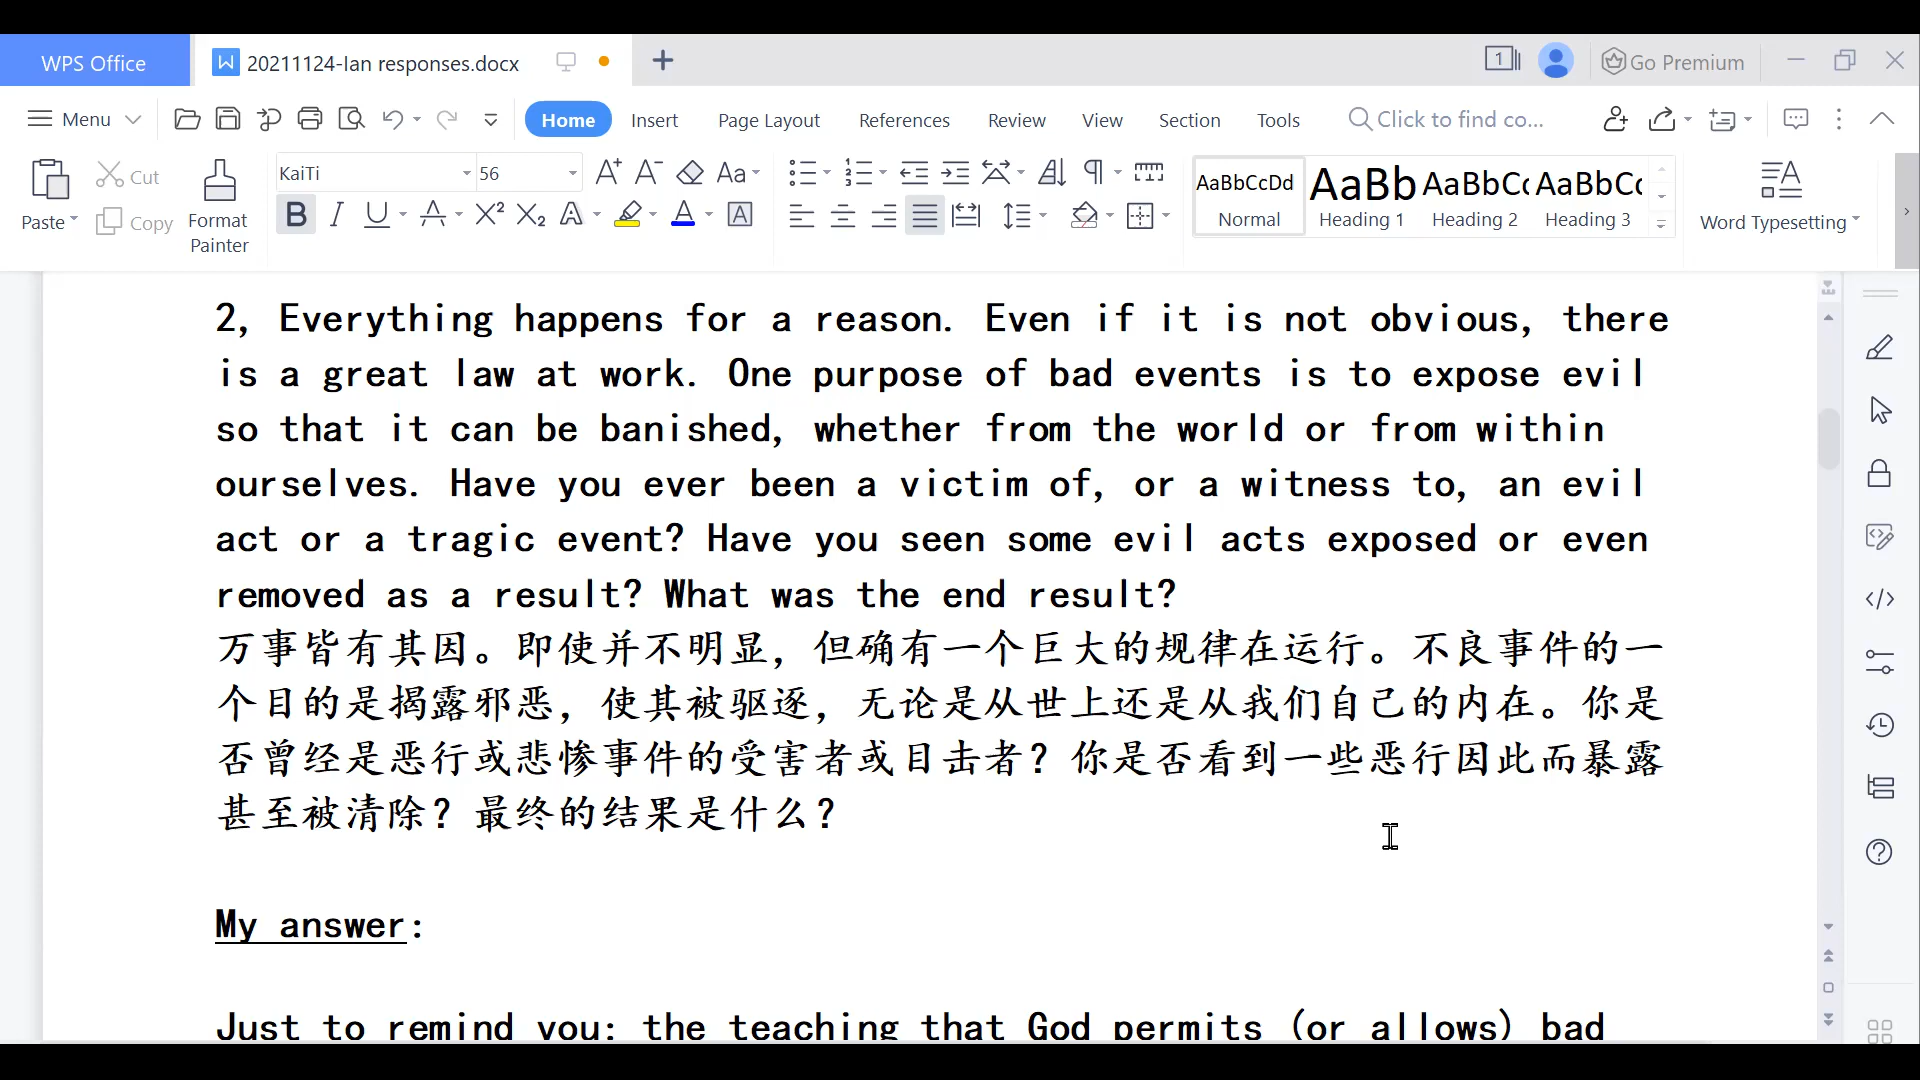 WPS Office
20211124-Ian responses.docx
1
Go Premium
Menu
Home
Insert
Page Layout
References
Review
View
Section
Tools
Click to find co...
Paste
Cut
Copy
Format
Painter
KaiTi
56
AaBbCcDd
Normal
AaBb
Heading 1
AaBbCc
Heading 2
AaBbCc
Heading 3
Word Typesetting
2, Everything happens for a reason. Even if it is not obvious, there
is a great law at work. One purpose of bad events is to expose evil
so that it can be banished, whether from the world or from within
ourselves. Have you ever been a victim of, or a witness to, an evil
act or a tragic event? Have you seen some evil acts exposed or even
removed as a result? What was the end result?
万事皆有其因。即使并不明显，但确有一个巨大的规律在运行。不良事件的一
个目的是揭露邪恶，使其被驱逐，无论是从世上还是从我们自己的内在。你是
否曾经是恶行或悲惨事件的受害者或目击者？你是否看到一些恶行因此而暴露
甚至被清除？最终的结果是什么？
My answer:
Just to remind you: the teaching that God permits (or allows) bad